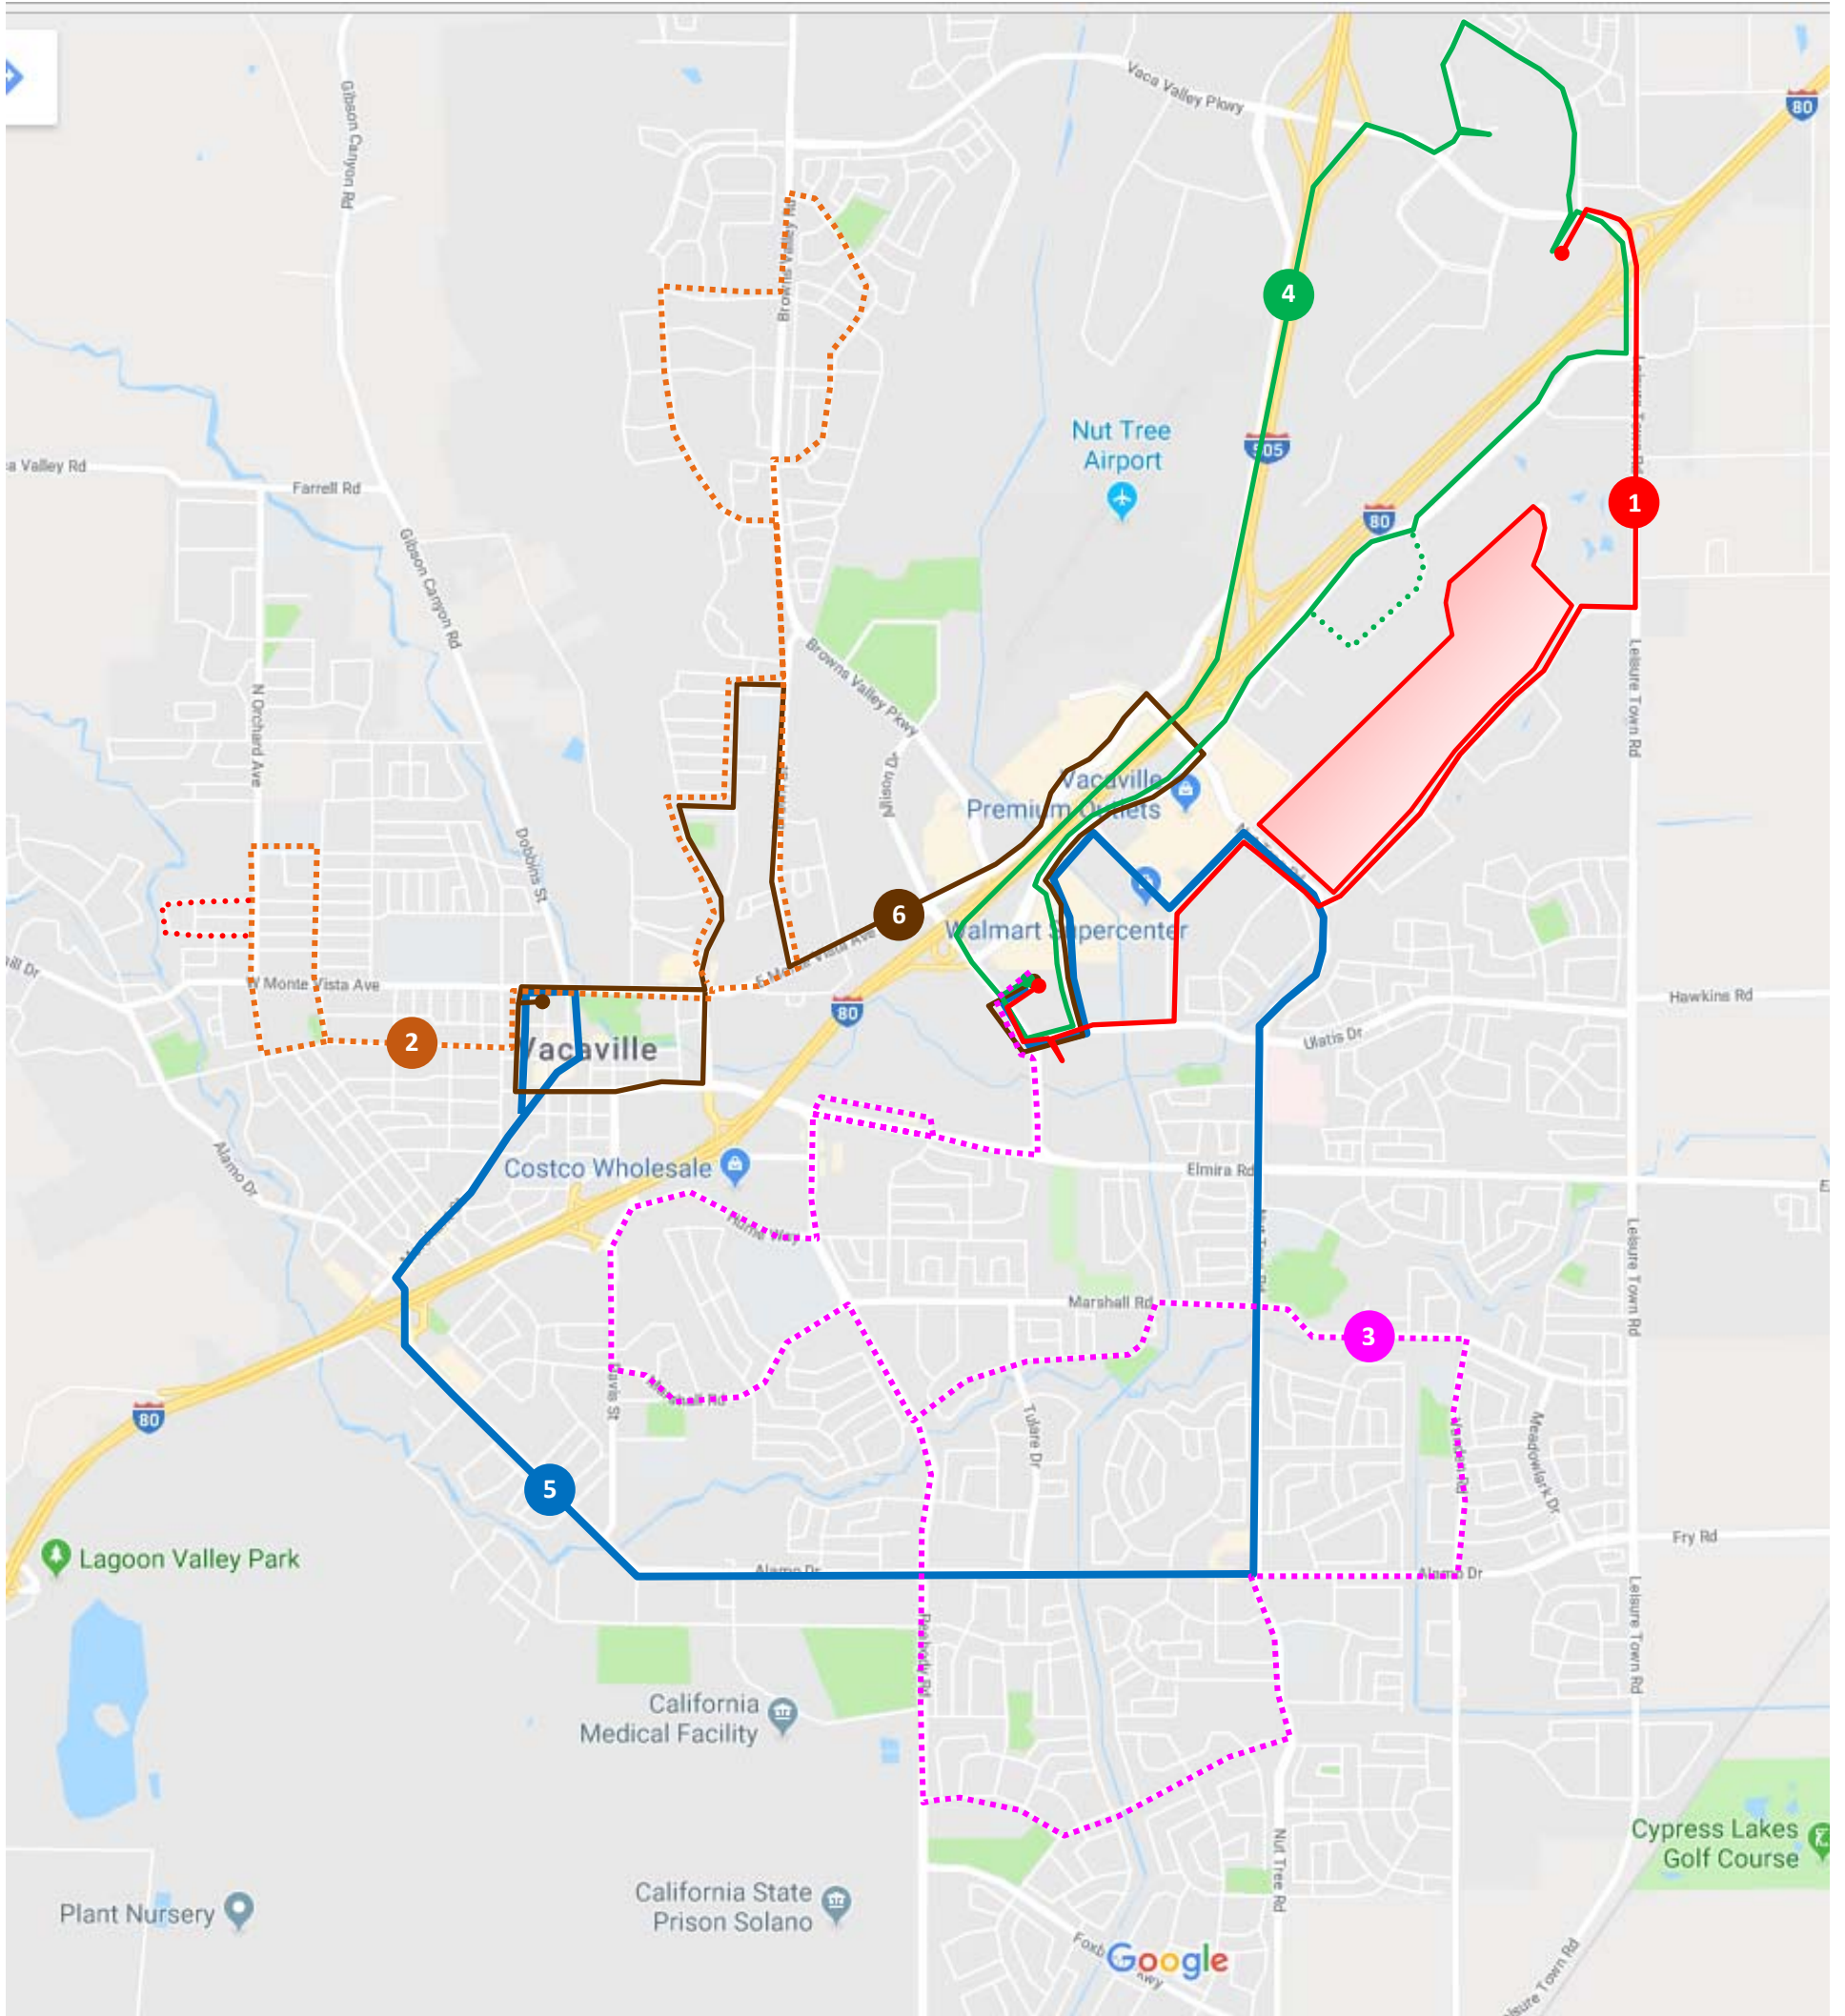 Vaca Valley Pkwy
80
Gibson Canyon Rd
Browns Valley Rd
4
Nut Tree
Airport
505
Farrell Rd
80
1
Gibson Canyon Rd
Browns Valley Pkwy
Leisure Town Rd
N Orchard Ave
Allison Dr
Vacaville
Premium Outlets
Dobbins St
6
Walmart Supercenter
E Monte Vista Ave
W Monte Vista Ave
Hawkins Rd
80
Ulatis Dr
2
Vacaville
Alamo Dr
Costco Wholesale
Elmira Rd
Hume Way
Nut Tree Rd
Leisure Town Rd
Marshall Rd
3
Davis St
Marshall Rd
80
Tulare Dr
Meadowlark Dr
5
Fry Rd
Lagoon Valley Park
Alamo Dr
Alamo Dr
Peabody Rd
Leisure Town Rd
California
Medical Facility
Cypress Lakes
Golf Course
Nut Tree Rd
California State
Prison Solano
Plant Nursery
Google